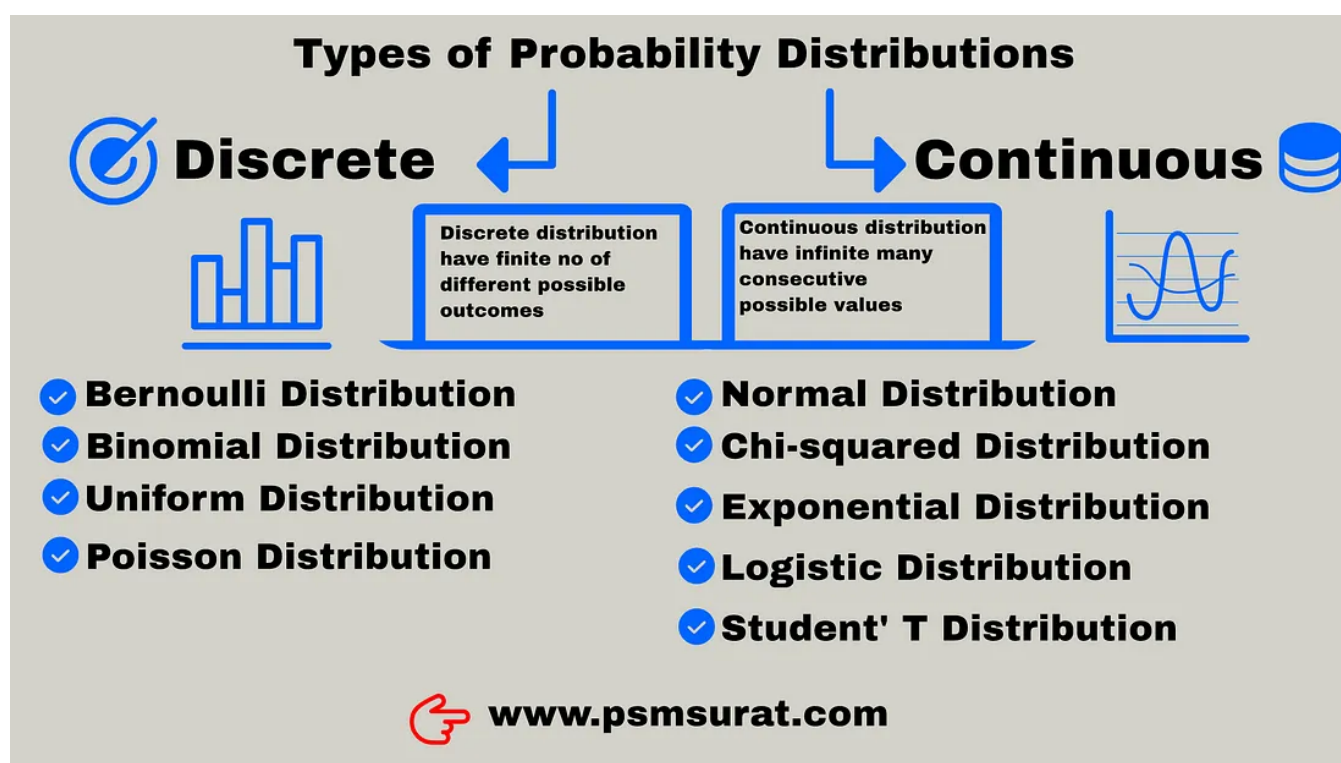 Types of Probability Distributions
Discrete
Continuous
Discrete distribution
have finite no of
different possible
outcomes
Continuous distribution
have infinite many
consecutive
possible values
Bernoulli Distribution
Binomial Distribution
Uniform Distribution
Poisson Distribution
Normal Distribution
Chi-squared Distribution
Exponential Distribution
Logistic Distribution
Student' T Distribution
www.psmsurat.com